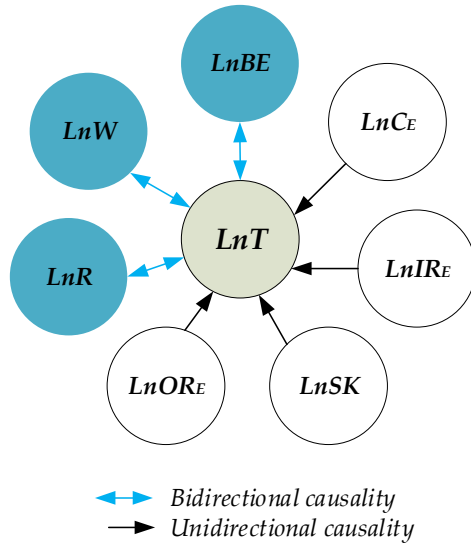 LnBE
LnW
LnCE
LnT
LnR
LnIRE
LnORE
LnSK
Bidirectional causality
Unidirectional causality